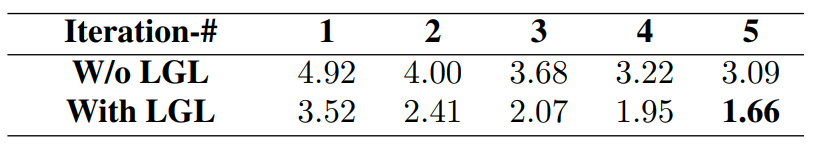 Iteration-# 1 2 3 4 5
W/o LGL 4.92 4.00 3.68 3.22 3.09
With LGL 3.52 2.41 2.07 1.95 1.66